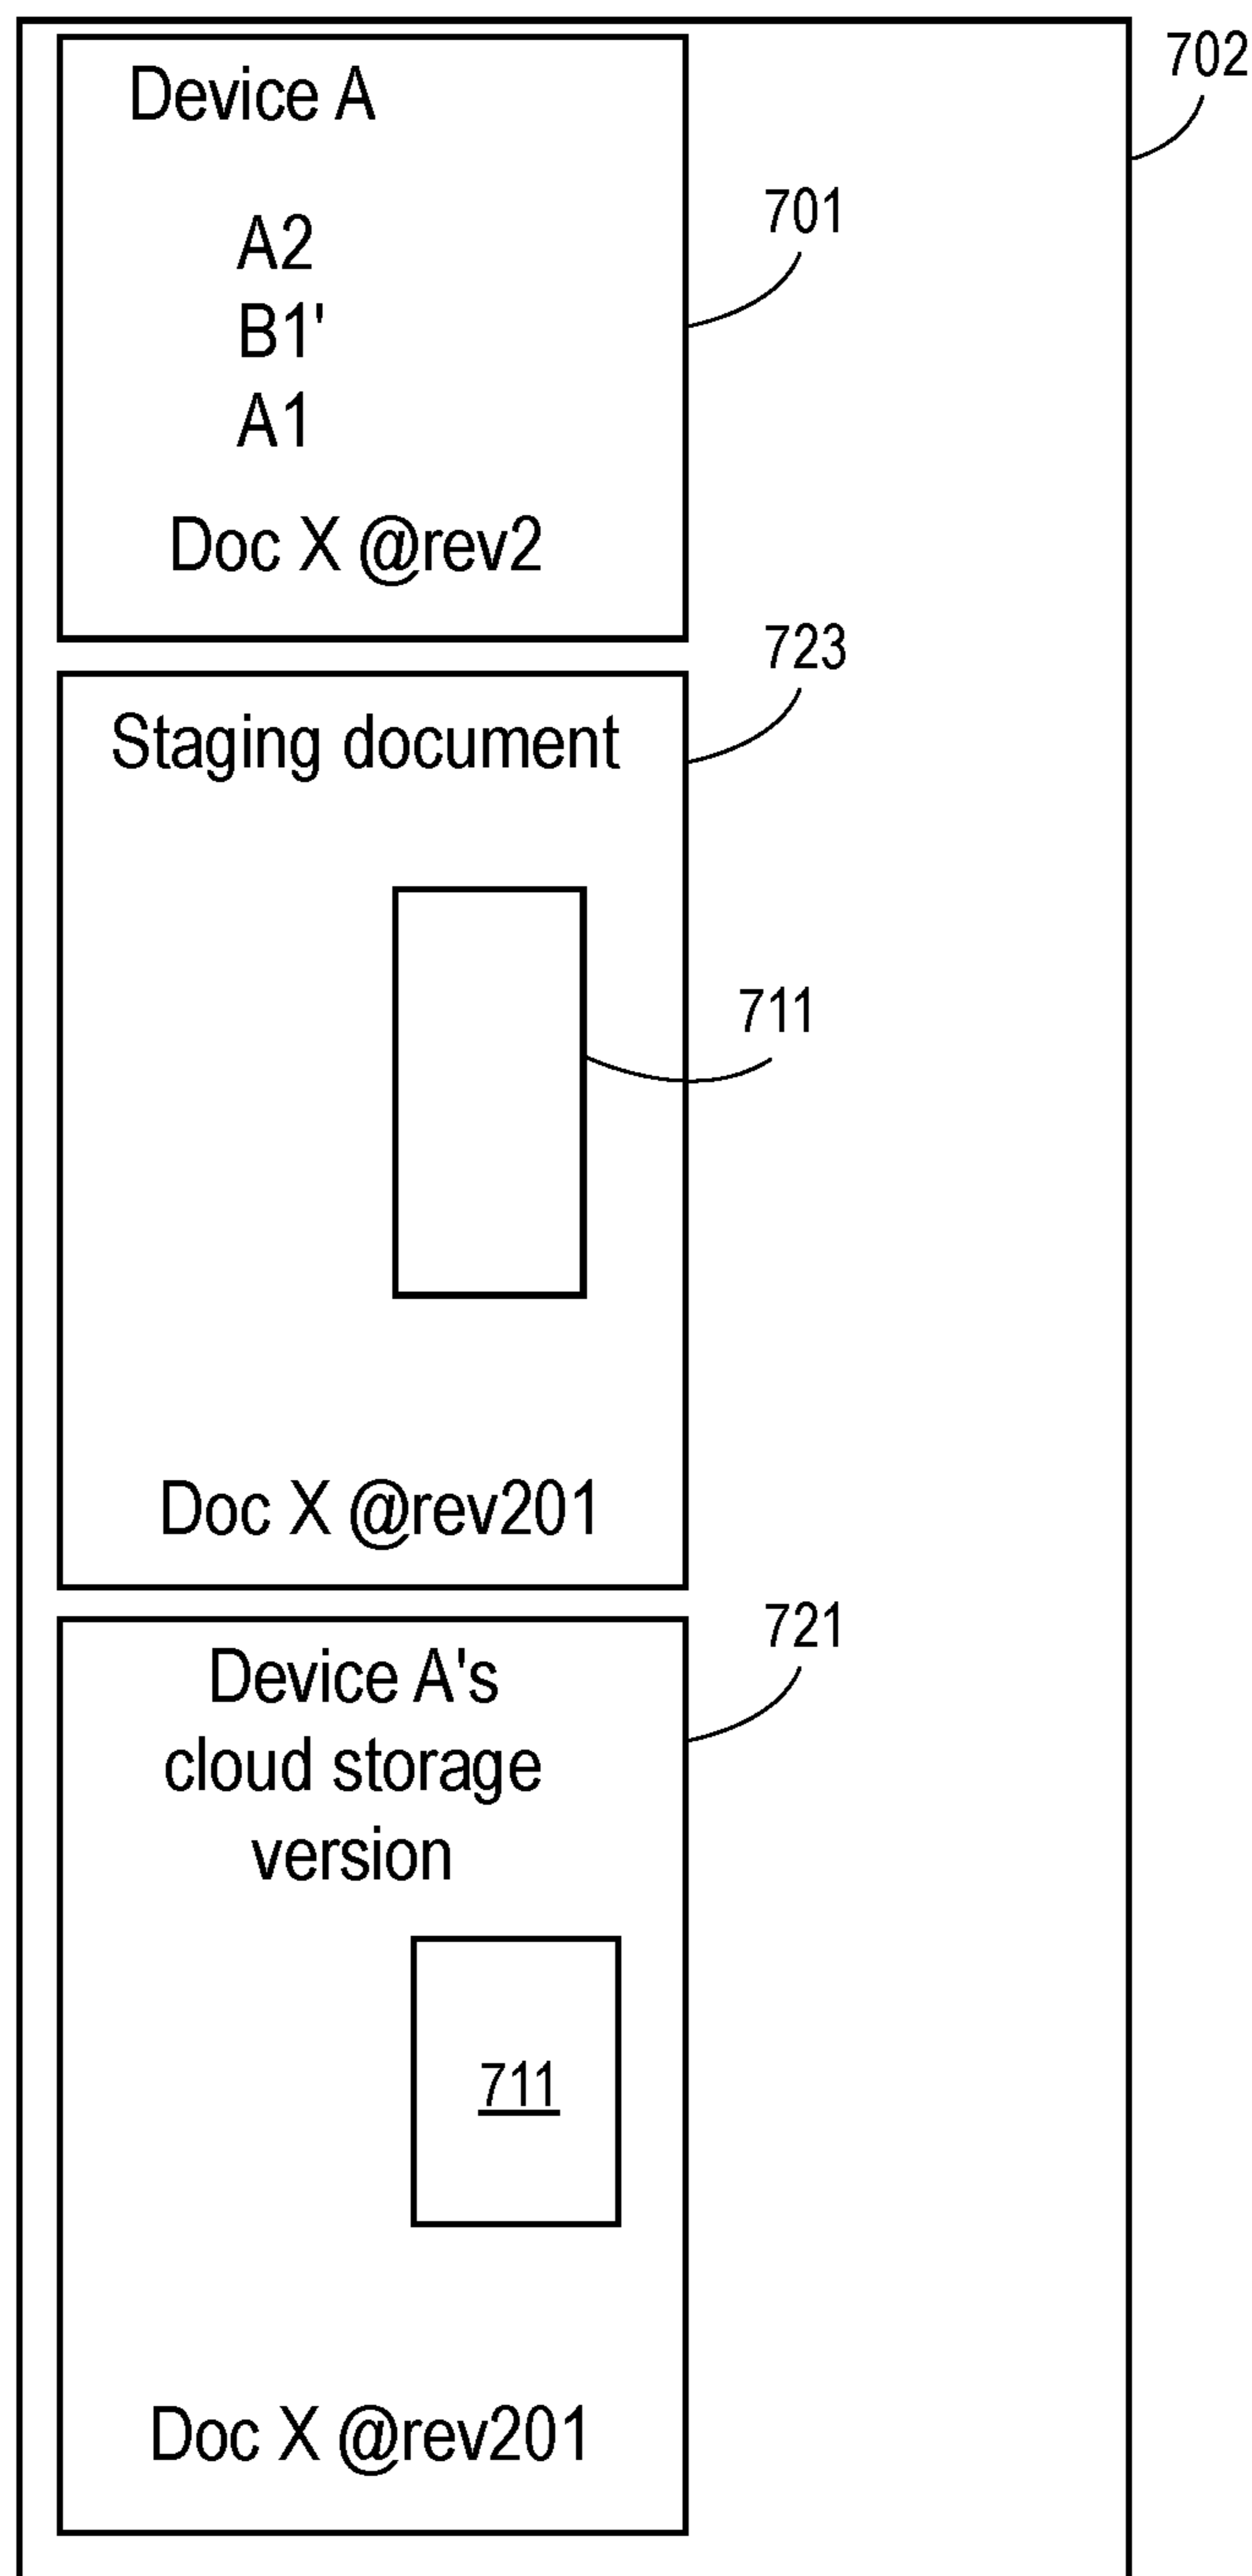 702
Device A
701
A2
B1'
A1
Doc X @rev2
723
Staging document
711
Doc X @rev201
721
Device A's
cloud storage
version
711
Doc X @rev201